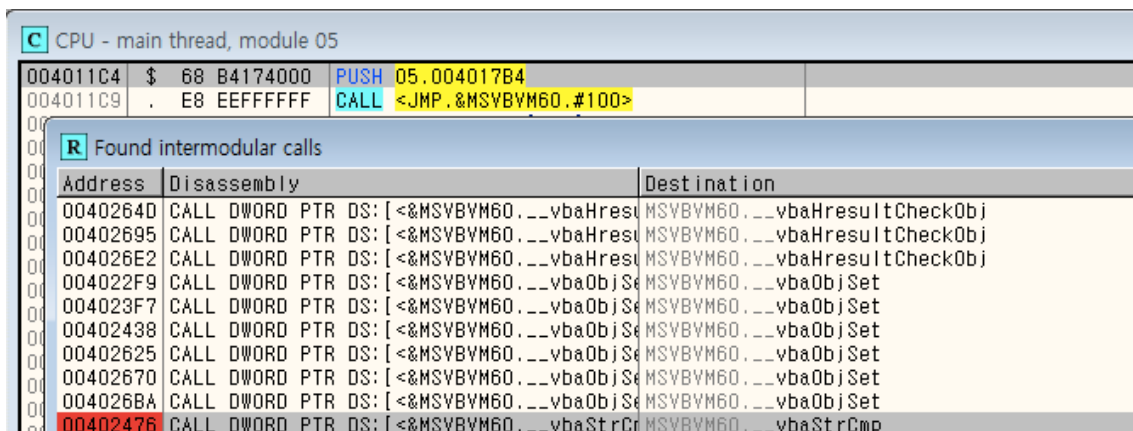 C CPU - main thread, module 05
004011C4 $ 68 B4174000 PUSH 05.004017B4
004011C9 . E8 EEFFFFFF CALL <JMP.&MSVBVM60.#100>
R Found intermodular calls
Address Disassembly Destination
0040264D CALL DWORD PTR DS:[<&MSVBVM60.__vbaHresu MSVBVM60.__vbaHresultCheckObj
00402695 CALL DWORD PTR DS:[<&MSVBVM60.__vbaHresu MSVBVM60.__vbaHresultCheckObj
004026E2 CALL DWORD PTR DS:[<&MSVBVM60.__vbaHresu MSVBVM60.__vbaHresultCheckObj
004022F9 CALL DWORD PTR DS:[<&MSVBVM60.__vbaObjSe MSVBVM60.__vbaObjSet
004023F7 CALL DWORD PTR DS:[<&MSVBVM60.__vbaObjSe MSVBVM60.__vbaObjSet
00402438 CALL DWORD PTR DS:[<&MSVBVM60.__vbaObjSe MSVBVM60.__vbaObjSet
00402625 CALL DWORD PTR DS:[<&MSVBVM60.__vbaObjSe MSVBVM60.__vbaObjSet
00402670 CALL DWORD PTR DS:[<&MSVBVM60.__vbaObjSe MSVBVM60.__vbaObjSet
004026BA CALL DWORD PTR DS:[<&MSVBVM60.__vbaObjSe MSVBVM60.__vbaObjSet
00402476 CALL DWORD PTR DS:[<&MSVBVM60.__vbaStrCr MSVBVM60.__vbaStrCmp